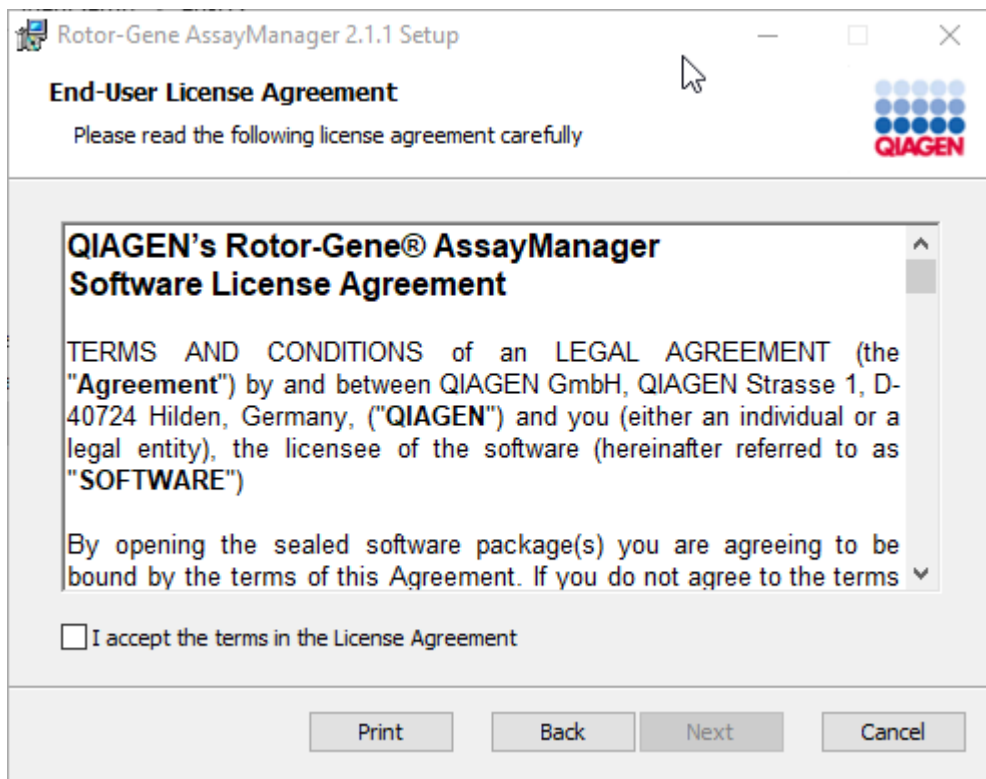 Rotor-Gene AssayManager 2.1.1 Setup
End-User License Agreement
Please read the following license agreement carefully
QIAGEN
QIAGEN’s Rotor-Gene® AssayManager
Software License Agreement
TERMS AND CONDITIONS of an LEGAL AGREEMENT (the
"Agreement") by and between QIAGEN GmbH, QIAGEN Strasse 1, D-
40724 Hilden, Germany, ("QIAGEN") and you (either an individual or a
legal entity), the licensee of the software (hereinafter referred to as
"SOFTWARE")
By opening the sealed software package(s) you are agreeing to be
bound by the terms of this Agreement. If you do not agree to the terms
I accept the terms in the License Agreement
Print Back Next Cancel